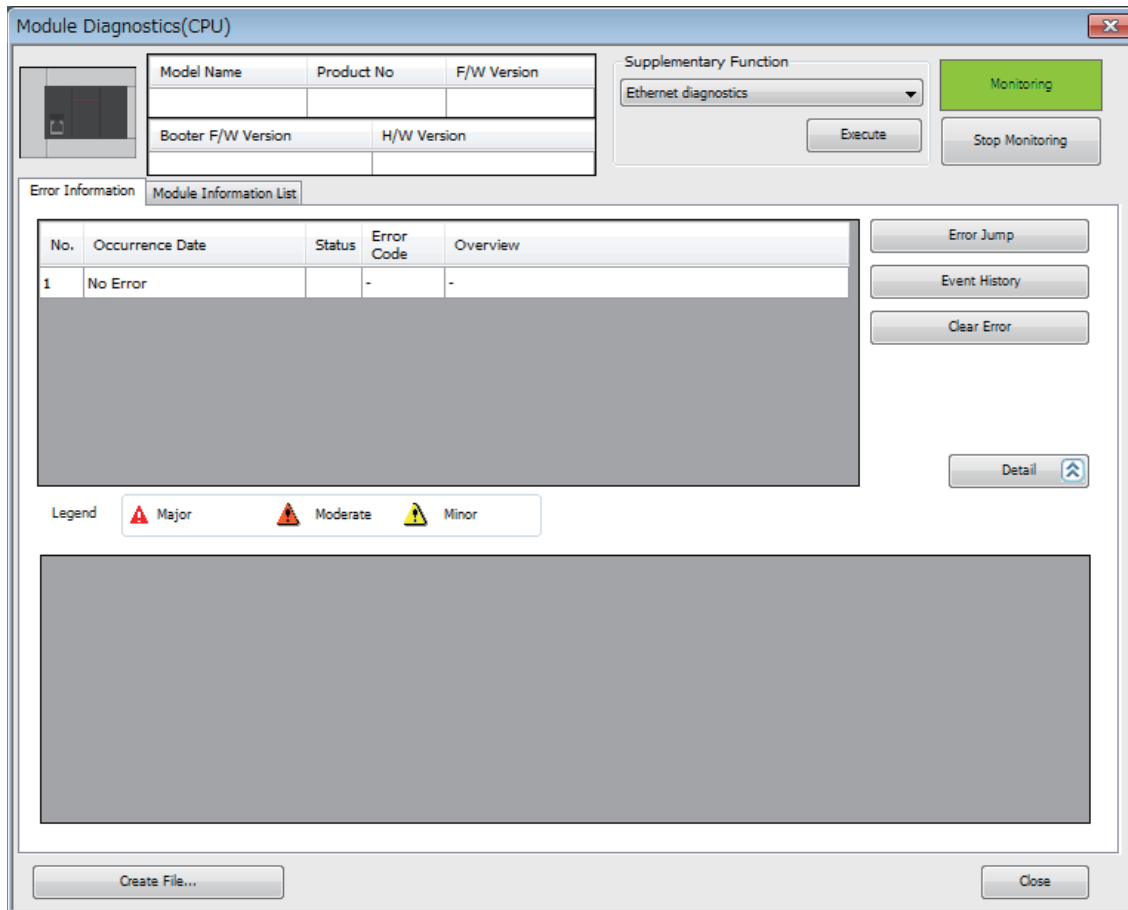 Module Diagnostics(CPU)
Model Name Product No F/W Version
Booter F/W Version H/W Version
Supplementary Function
Ethernet diagnostics
Execute
Monitoring
Stop Monitoring
Error Information Module Information List
No. Occurrence Date Status Error Code Overview
1 No Error - -
Error Jump
Event History
Clear Error
Detail
Legend Major Moderate Minor
Create File... Close